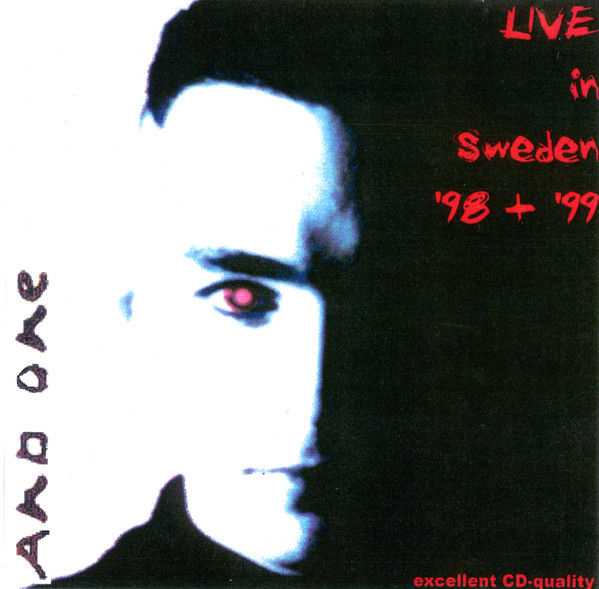 LIVE
in
Sweden
'98 + '99
AnD One
excellent CD-quality